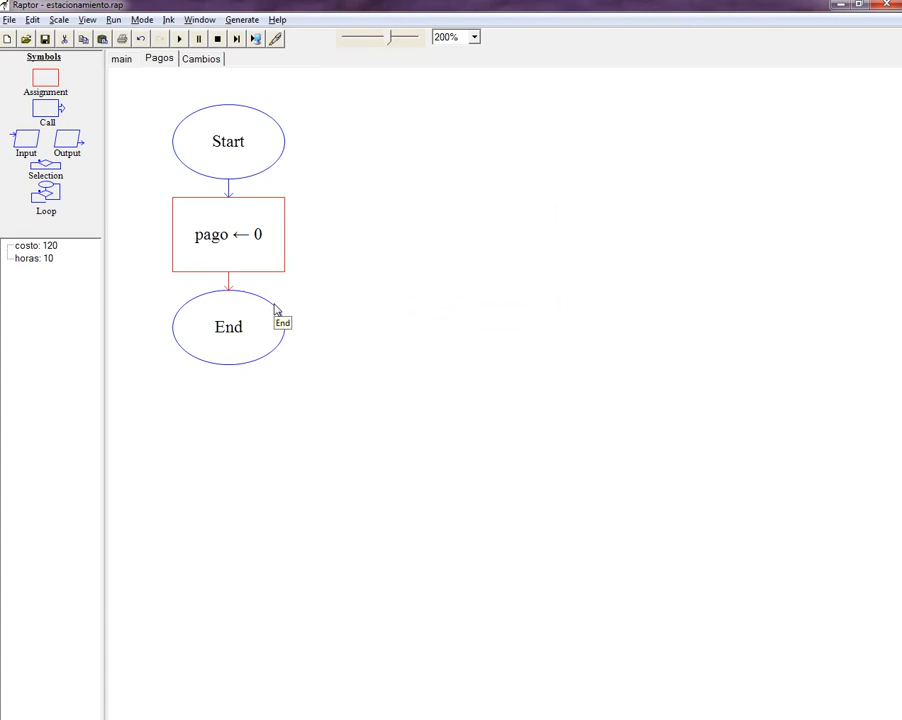 Raptor - estacionamiento.rap
File Edit Scale View Run Mode Ink Window Generate Help
200%
Symbols
main Pagos Cambios
Assignment
Call
Input Output
Selection
Loop
costo: 120
horas: 10
Start
pago ← 0
End
End